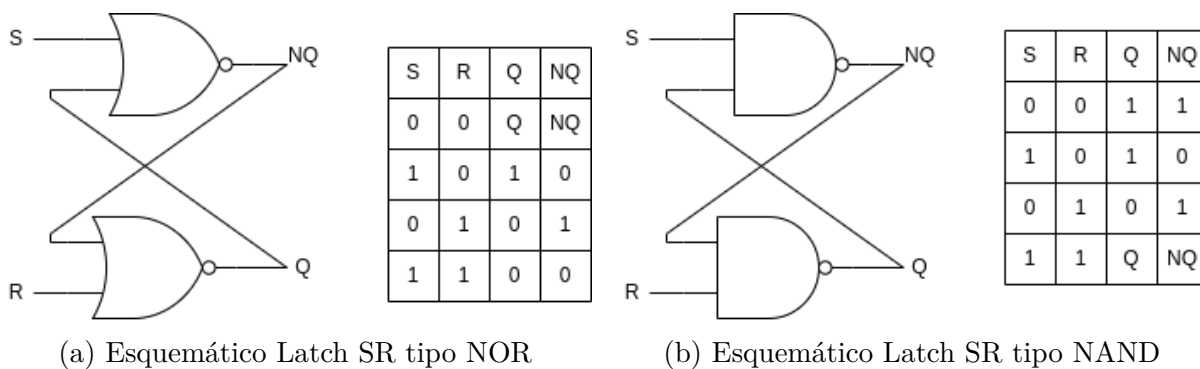 S
NQ
R
Q
S R Q NQ
0 0 Q NQ
1 0 1 0
0 1 0 1
1 1 0 0
(a) Esquemático Latch SR tipo NOR
S
NQ
R
Q
S R Q NQ
0 0 1 1
1 0 1 0
0 1 0 1
1 1 Q NQ
(b) Esquemático Latch SR tipo NAND